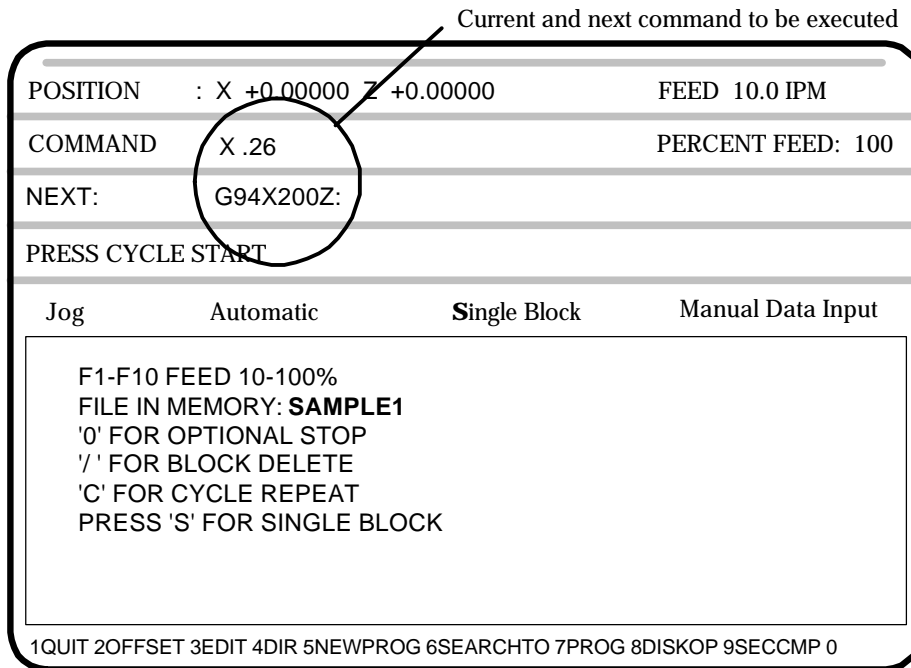 Current and next command to be executed
POSITION : X +0.00000 Z +0.00000 FEED 10.0 IPM
COMMAND X .26 PERCENT FEED: 100
NEXT: G94X200Z:
PRESS CYCLE START
Jog Automatic Single Block Manual Data Input
F1-F10 FEED 10-100%
FILE IN MEMORY: SAMPLE1
'0' FOR OPTIONAL STOP
'/ ' FOR BLOCK DELETE
'C' FOR CYCLE REPEAT
PRESS 'S' FOR SINGLE BLOCK
1QUIT 2OFFSET 3EDIT 4DIR 5NEWPROG 6SEARCHTO 7PROG 8DISKOP 9SECCMP 0